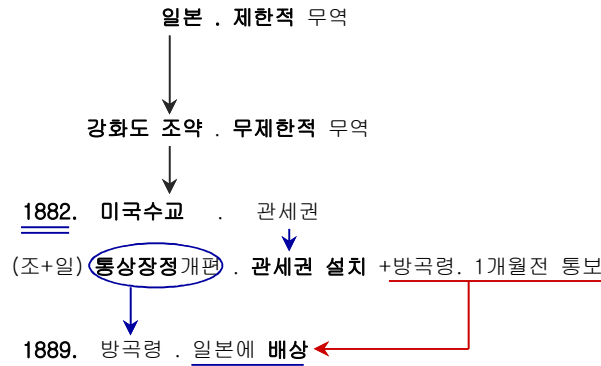 일본 . 제한적 무역
강화도 조약 . 무제한적 무역
1882. 미국수교 . 관세권
(조+일) 통상장정개편 . 관세권 설치 +방곡령. 1개월전 통보
1889. 방곡령 . 일본에 배상